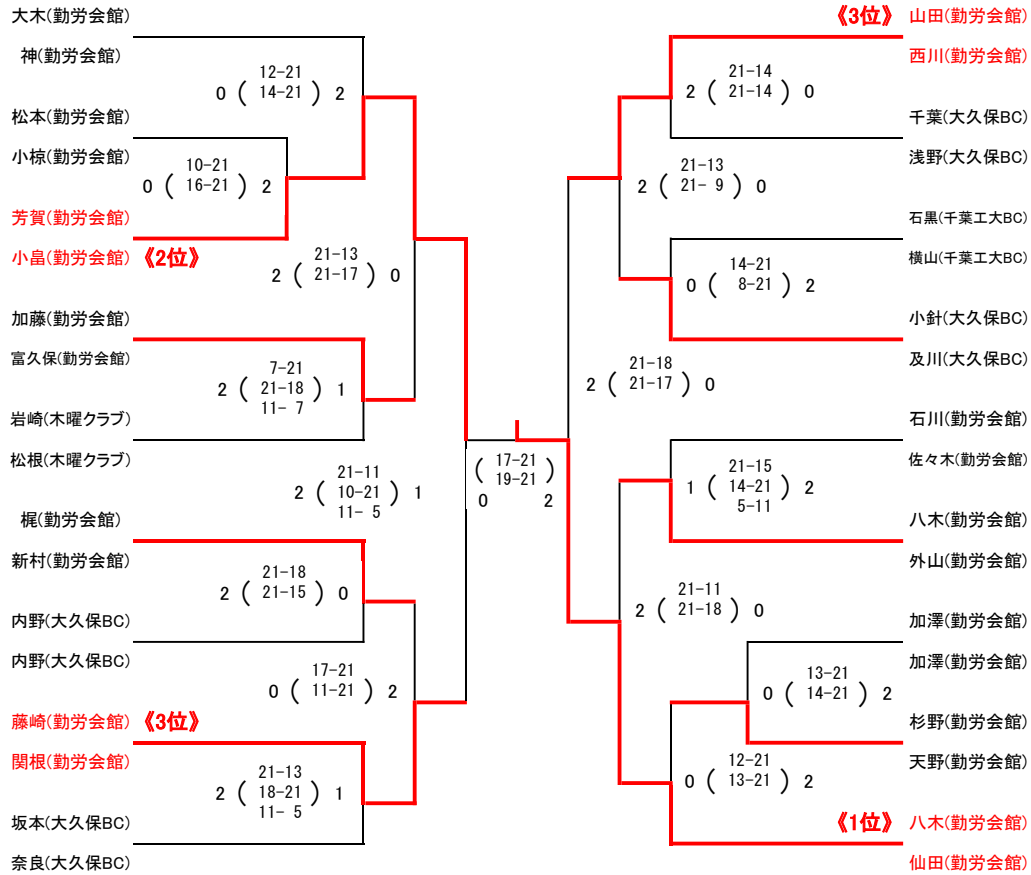 大木(勤労会館)
神(勤労会館)
12-21
0 ( 14-21 ) 2
松本(勤労会館)
小椋(勤労会館)
10-21
0 ( 16-21 ) 2
芳賀(勤労会館)
小畠(勤労会館) 《2位》
21-13
2 ( 21-17 ) 0
加藤(勤労会館)
富久保(勤労会館)
7-21
2 ( 21-18 ) 1
11- 7
岩崎(木曜クラブ)
松根(木曜クラブ)
21-11
2 ( 10-21 ) 1
11- 5
梶(勤労会館)
新村(勤労会館)
21-18
2 ( 21-15 ) 0
内野(大久保BC)
内野(大久保BC)
17-21
0 ( 11-21 ) 2
藤崎(勤労会館) 《3位》
関根(勤労会館)
21-13
2 ( 18-21 ) 1
11- 5
坂本(大久保BC)
奈良(大久保BC)
( 17-21 )
19-21
0 2
《3位》 山田(勤労会館)
西川(勤労会館)
21-14
2 ( 21-14 ) 0
千葉(大久保BC)
浅野(大久保BC)
21-13
2 ( 21- 9 ) 0
石黒(千葉工大BC)
横山(千葉工大BC)
14-21
0 ( 8-21 ) 2
小針(大久保BC)
及川(大久保BC)
21-18
2 ( 21-17 ) 0
石川(勤労会館)
佐々木(勤労会館)
21-15
1 ( 14-21 ) 2
5-11
八木(勤労会館)
外山(勤労会館)
21-11
2 ( 21-18 ) 0
加澤(勤労会館)
加澤(勤労会館)
13-21
0 ( 14-21 ) 2
杉野(勤労会館)
天野(勤労会館)
12-21
0 ( 13-21 ) 2
《1位》 八木(勤労会館)
仙田(勤労会館)